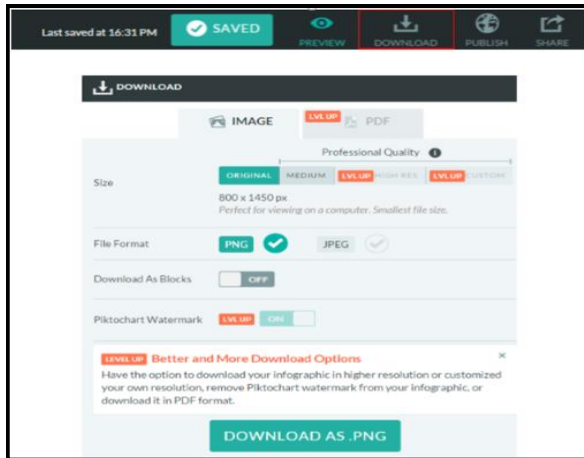 Last saved at 16:31 PM
SAVED
PREVIEW
DOWNLOAD
PUBLISH
SHARE
DOWNLOAD
IMAGE
LVL UP PDF
Professional Quality
Size
ORIGINAL MEDIUM LVL UP HIGH RES LVL UP CUSTOM
800 x 1450 px
Perfect for viewing on a computer. Smallest file size.
File Format PNG JPEG
Download As Blocks OFF
Piktochart Watermark LVL UP ON
LEVEL UP Better and More Download Options
Have the option to download your infographic in higher resolution or customized
your own resolution, remove Piktochart watermark from your infographic, or
download it in PDF format.
DOWNLOAD AS .PNG